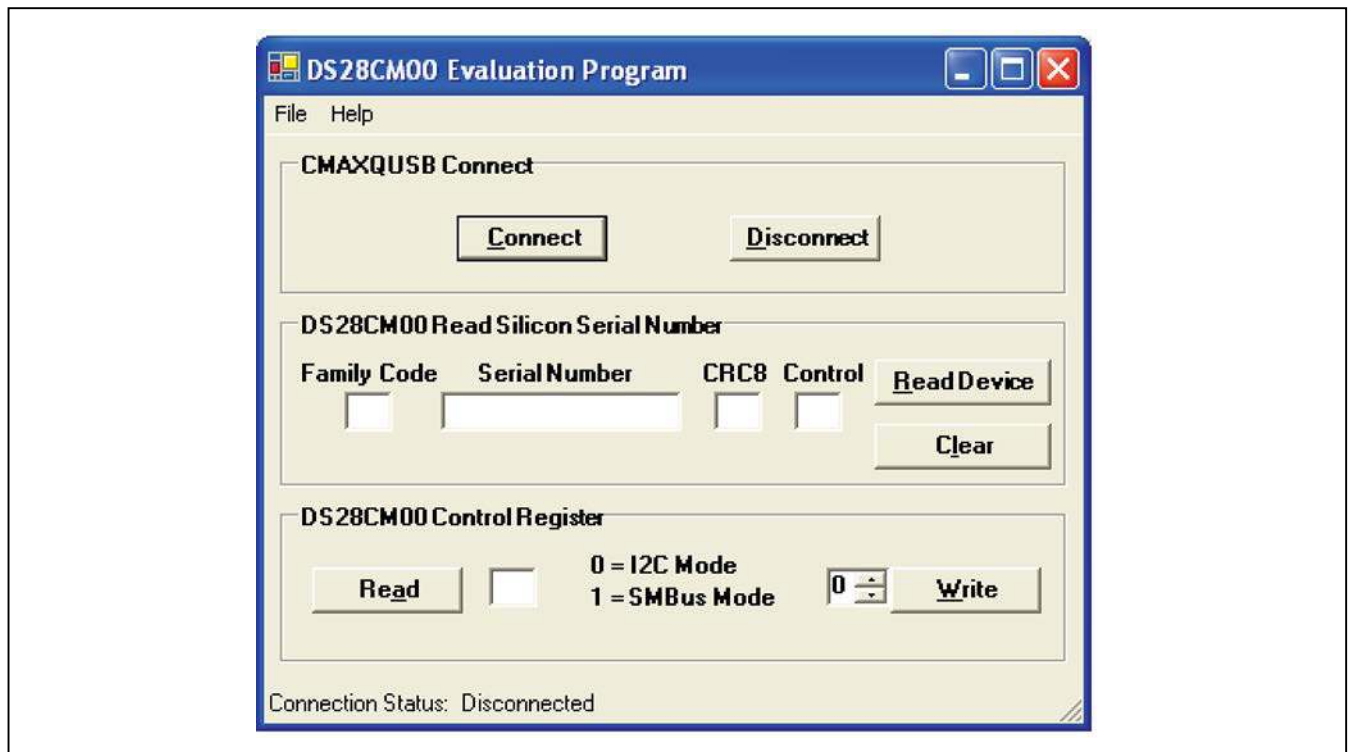 DS28CM00 Evaluation Program
File Help
CMAXQUSB Connect
Connect Disconnect
DS28CM00 Read Silicon Serial Number
Family Code Serial Number CRC8 Control Read Device
Clear
DS28CM00 Control Register
Read 0 = I2C Mode 0 Write
1 = SMBus Mode
Connection Status: Disconnected